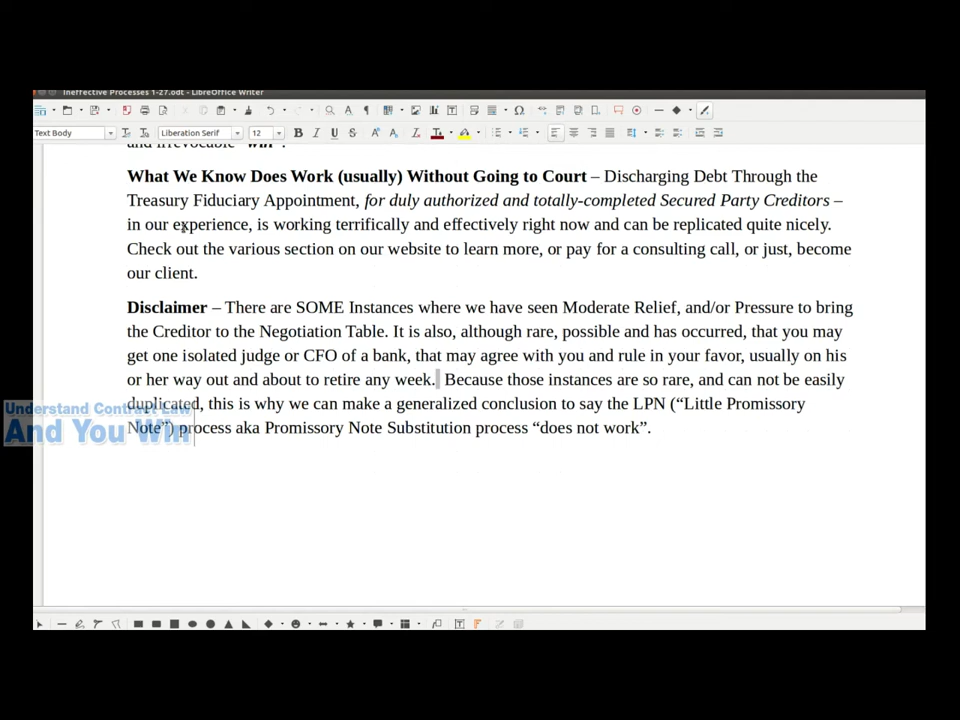 Ineffective Processes 1-27.odt - LibreOffice Writer
Text Body
Liberation Serif
12
and irrevocable "win".
What We Know Does Work (usually) Without Going to Court – Discharging Debt Through the
Treasury Fiduciary Appointment, for duly authorized and totally-completed Secured Party Creditors –
in our experience, is working terrifically and effectively right now and can be replicated quite nicely.
Check out the various section on our website to learn more, or pay for a consulting call, or just, become
our client.
Disclaimer – There are SOME Instances where we have seen Moderate Relief, and/or Pressure to bring
the Creditor to the Negotiation Table. It is also, although rare, possible and has occurred, that you may
get one isolated judge or CFO of a bank, that may agree with you and rule in your favor, usually on his
or her way out and about to retire any week. Because those instances are so rare, and can not be easily
duplicated, this is why we can make a generalized conclusion to say the LPN (“Little Promissory
Note”) process aka Promissory Note Substitution process “does not work”.
Understand Contract Law
And You Win